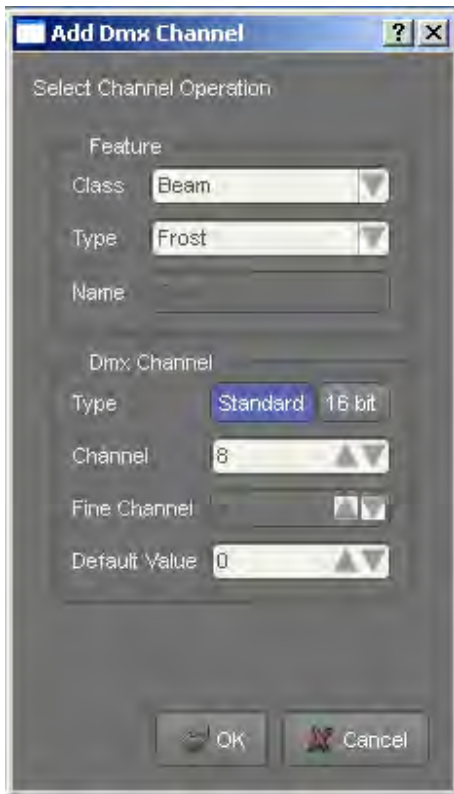 Add Dmx Channel
Select Channel Operation
Feature
Class Beam
Type Frost
Name
Dmx Channel
Type Standard 16 bit
Channel 8
Fine Channel
Default Value 0
OK Cancel